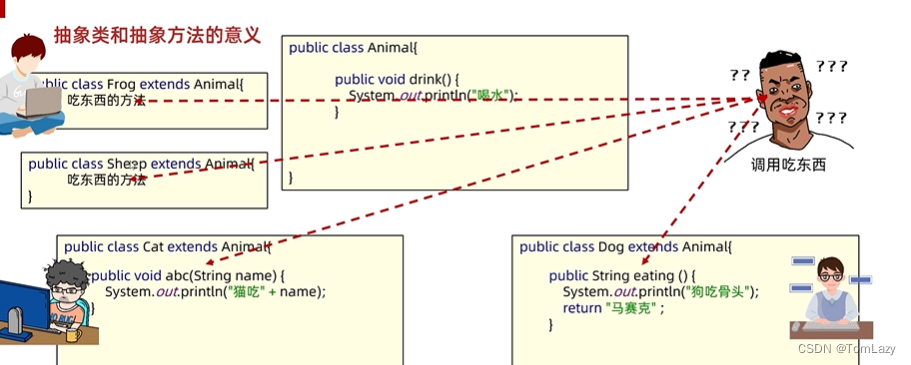 抽象类和抽象方法的意义
public class Frog extends Animal{
吃东西的方法
public class Sheep extends Animal{
吃东西的方法
}
public class Animal{
public void drink() {
System.out.println("喝水");
}
}
?? ???
??? ???
调用吃东西
public class Cat extends Animal{
public void abc(String name) {
System.out.println("猫吃" + name);
}
public class Dog extends Animal{
public String eating () {
System.out.println("狗吃骨头");
return "马赛克" ;
}
CSDN @TomLazy